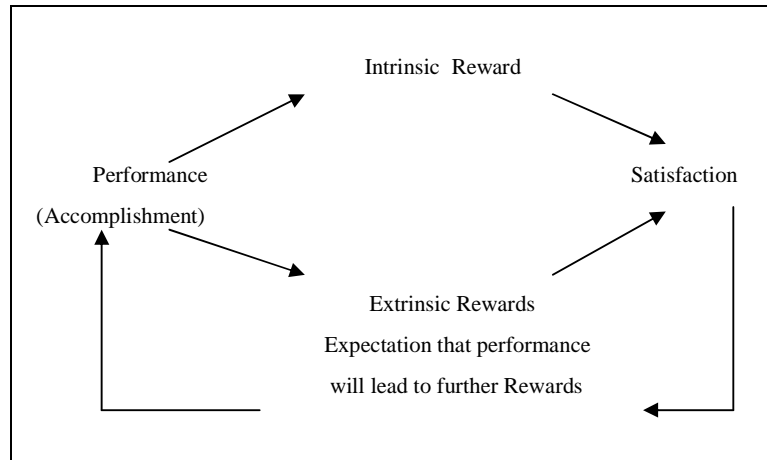 Intrinsic Reward
Performance
Satisfaction
(Accomplishment)
Extrinsic Rewards
Expectation that performance
will lead to further Rewards